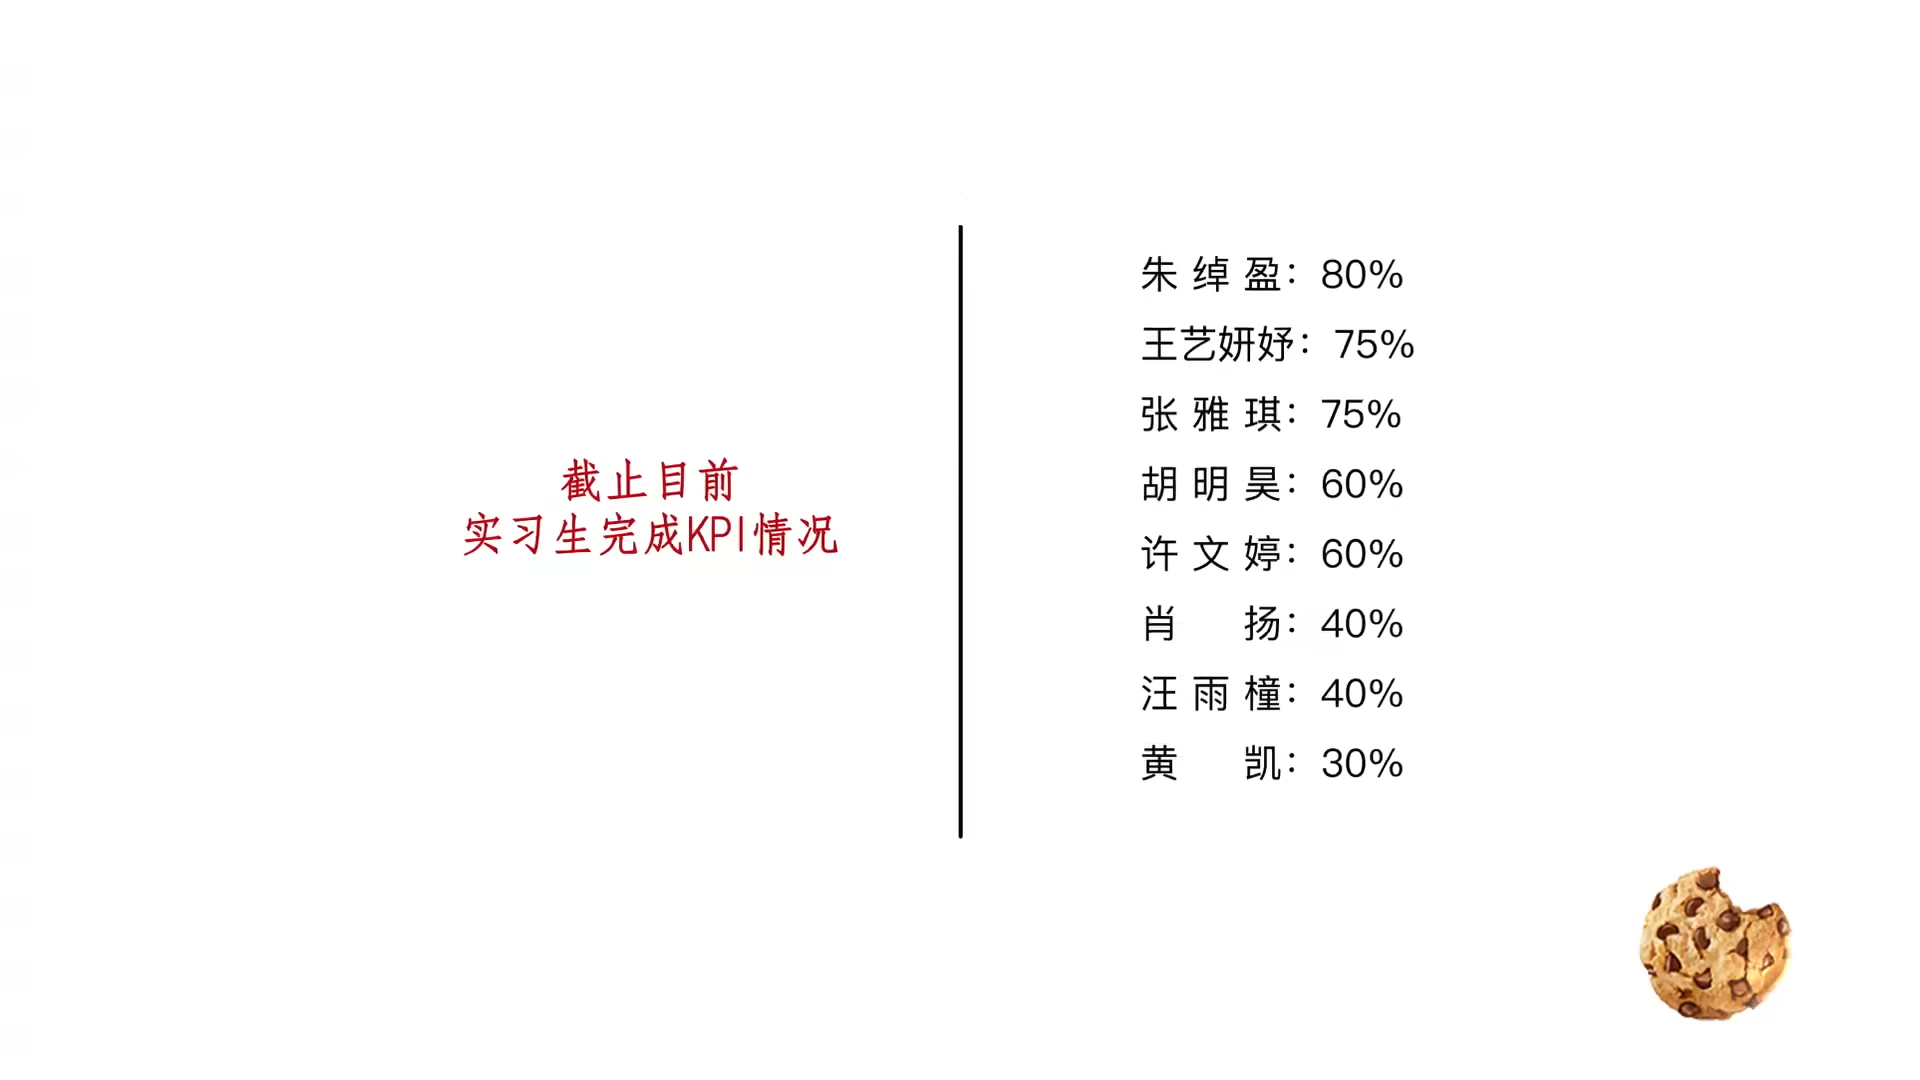 截止目前
实习生完成KPI情况
朱绰盈：80%
王艺妍妤：75%
张雅琪：75%
胡明昊：60%
许文婷：60%
肖扬：40%
汪雨橦：40%
黄凯：30%